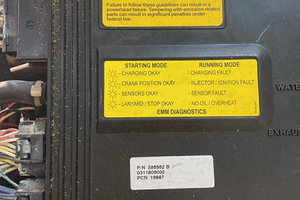 Failure to follow these guidelines can result in a
powerhead failure. Tampering with emission-related
parts can result in significant penalties under
federal law.
STARTING MODE RUNNING MODE
CHARGING OKAY - CHARGING FAULT
CRANK POSITION OKAY - INJECTOR / IGNITION FAULT
SENSORS OKAY - SENSOR FAULT
LANYARD / STOP OKAY - NO OIL / OVERHEAT
EMM DIAGNOSTICS
WATE
EXHAUS
P/N 586982 B
0311809002
PCN 19887